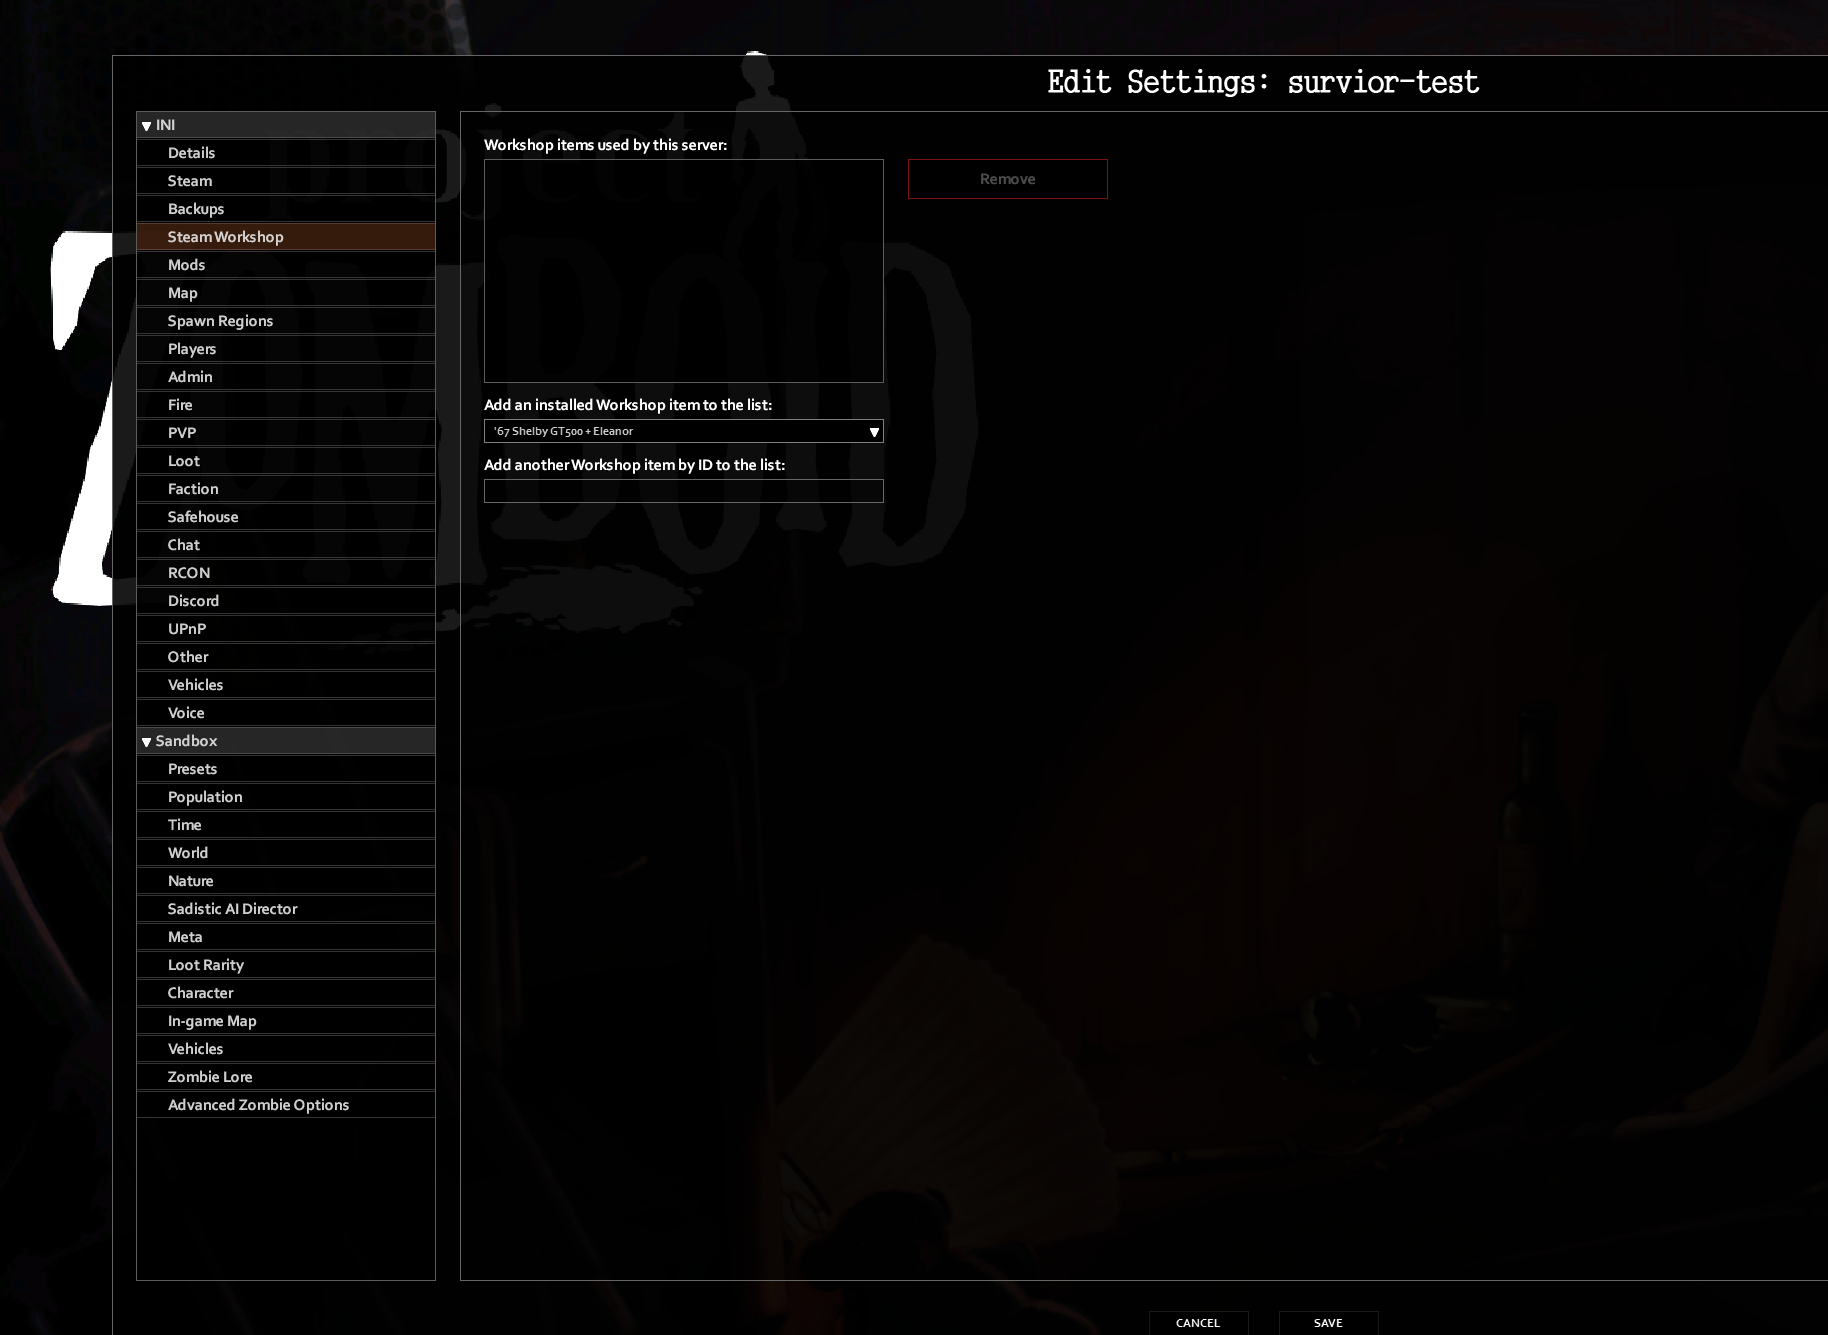 Edit Settings: survior-test
INI
Details
Steam
Backups
Steam Workshop
Mods
Map
Spawn Regions
Players
Admin
Fire
PVP
Loot
Faction
Safehouse
Chat
RCON
Discord
UPnP
Other
Vehicles
Voice
Sandbox
Presets
Population
Time
World
Nature
Sadistic AI Director
Meta
Loot Rarity
Character
In-game Map
Vehicles
Zombie Lore
Advanced Zombie Options
project
ZOMBOID
Workshop items used by this server:
Remove
Add an installed Workshop item to the list:
'67 Shelby GT500 + Eleanor
Add another Workshop item by ID to the list:
CANCEL
SAVE